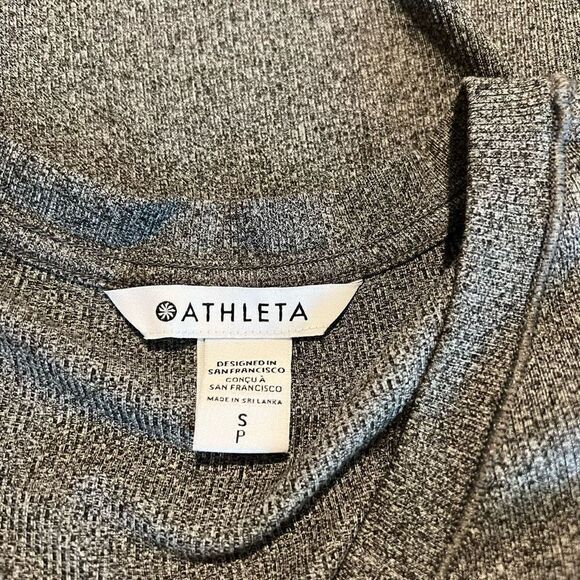 ATHLETA
DESIGNED IN
SAN FRANCISCO
CONÇU À
SAN FRANCISCO
MADE IN SRI LANKA
S
P